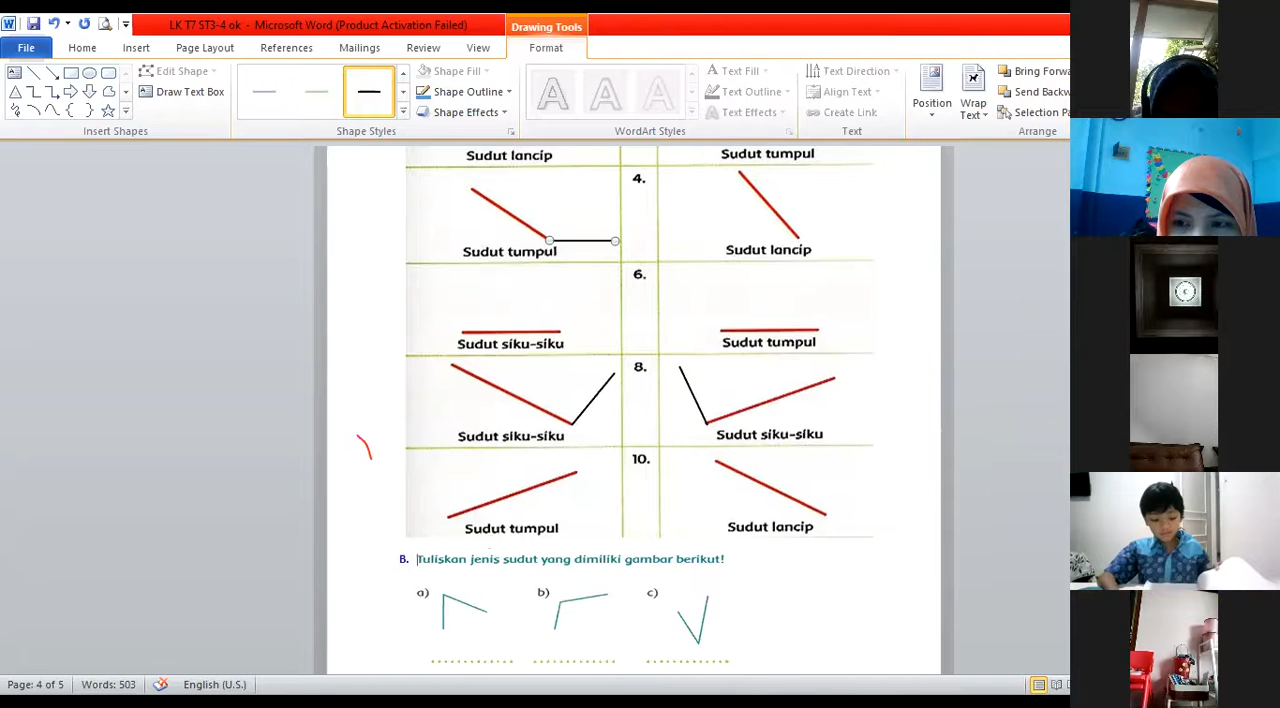 LK T7 ST3-4 ok - Microsoft Word (Product Activation Failed)
Drawing Tools
File Home Insert Page Layout References Mailings Review View Format
Edit Shape
Draw Text Box
Insert Shapes
Shape Fill
Shape Outline
Shape Effects
Shape Styles
A A A
Text Fill
Text Outline
Text Effects
WordArt Styles
Text Direction
Align Text
Create Link
Text
Position
Wrap Text
Bring Forwa
Send Backw
Selection Pa
Arrange
Sudut lancip Sudut tumpul
4.
Sudut tumpul Sudut lancip
6.
Sudut siku-siku Sudut tumpul
8.
Sudut siku-siku Sudut siku-siku
10.
Sudut tumpul Sudut lancip
B. Tuliskan jenis sudut yang dimiliki gambar berikut!
a) b) c)
Page: 4 of 5 Words: 503 English (U.S.)